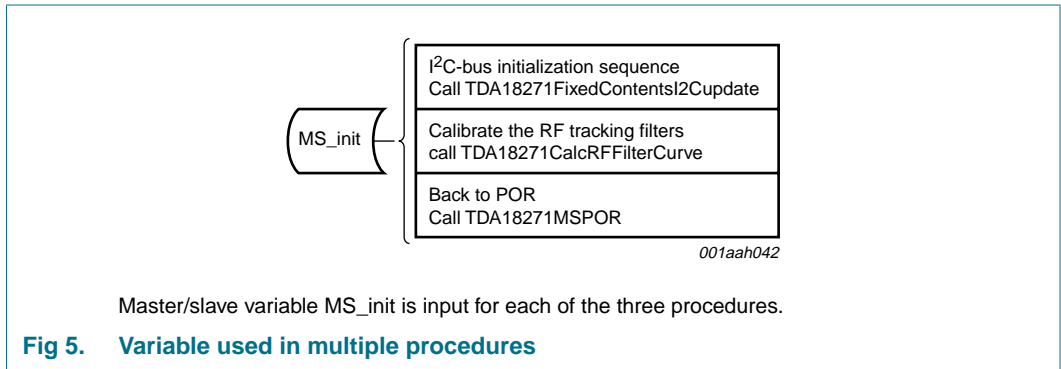 MS_init
I2C-bus initialization sequence
Call TDA18271FixedContentsI2Cupdate
Calibrate the RF tracking filters
call TDA18271CalcRFFilterCurve
Back to POR
Call TDA18271MSPOR
001aah042
Master/slave variable MS_init is input for each of the three procedures.
Fig 5. Variable used in multiple procedures